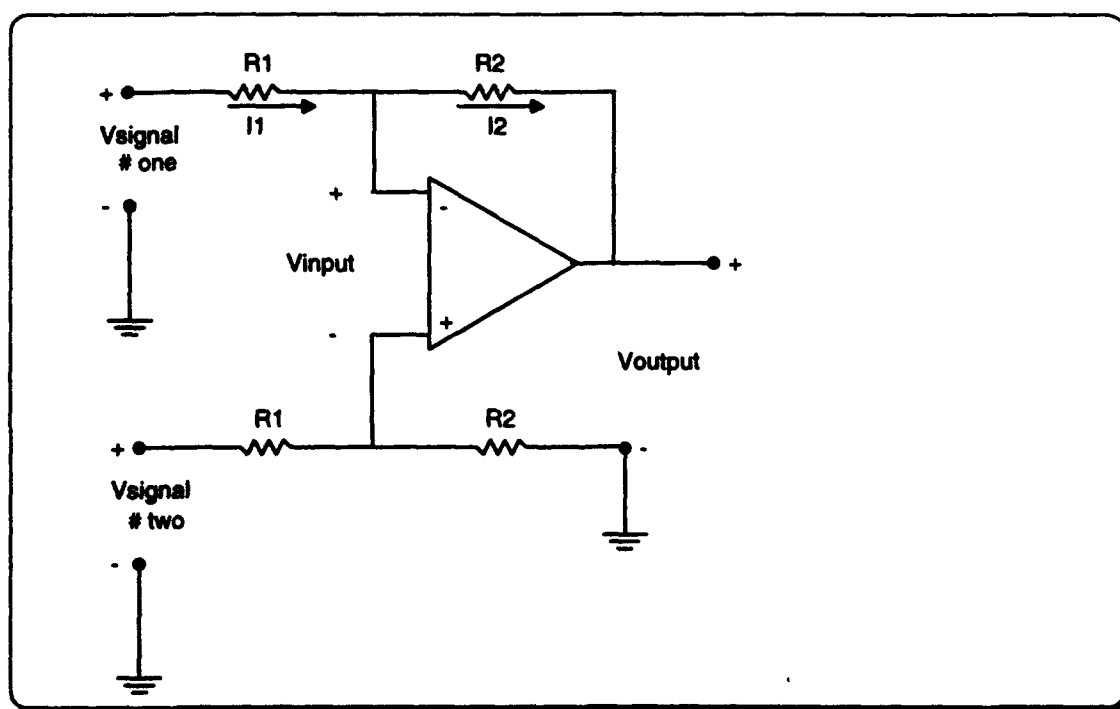 R1
R2
+
I1
I2
Vsignal
# one
+
-
-
Vinput
+
-
+
Voutput
R1
R2
+
-
Vsignal
# two
-